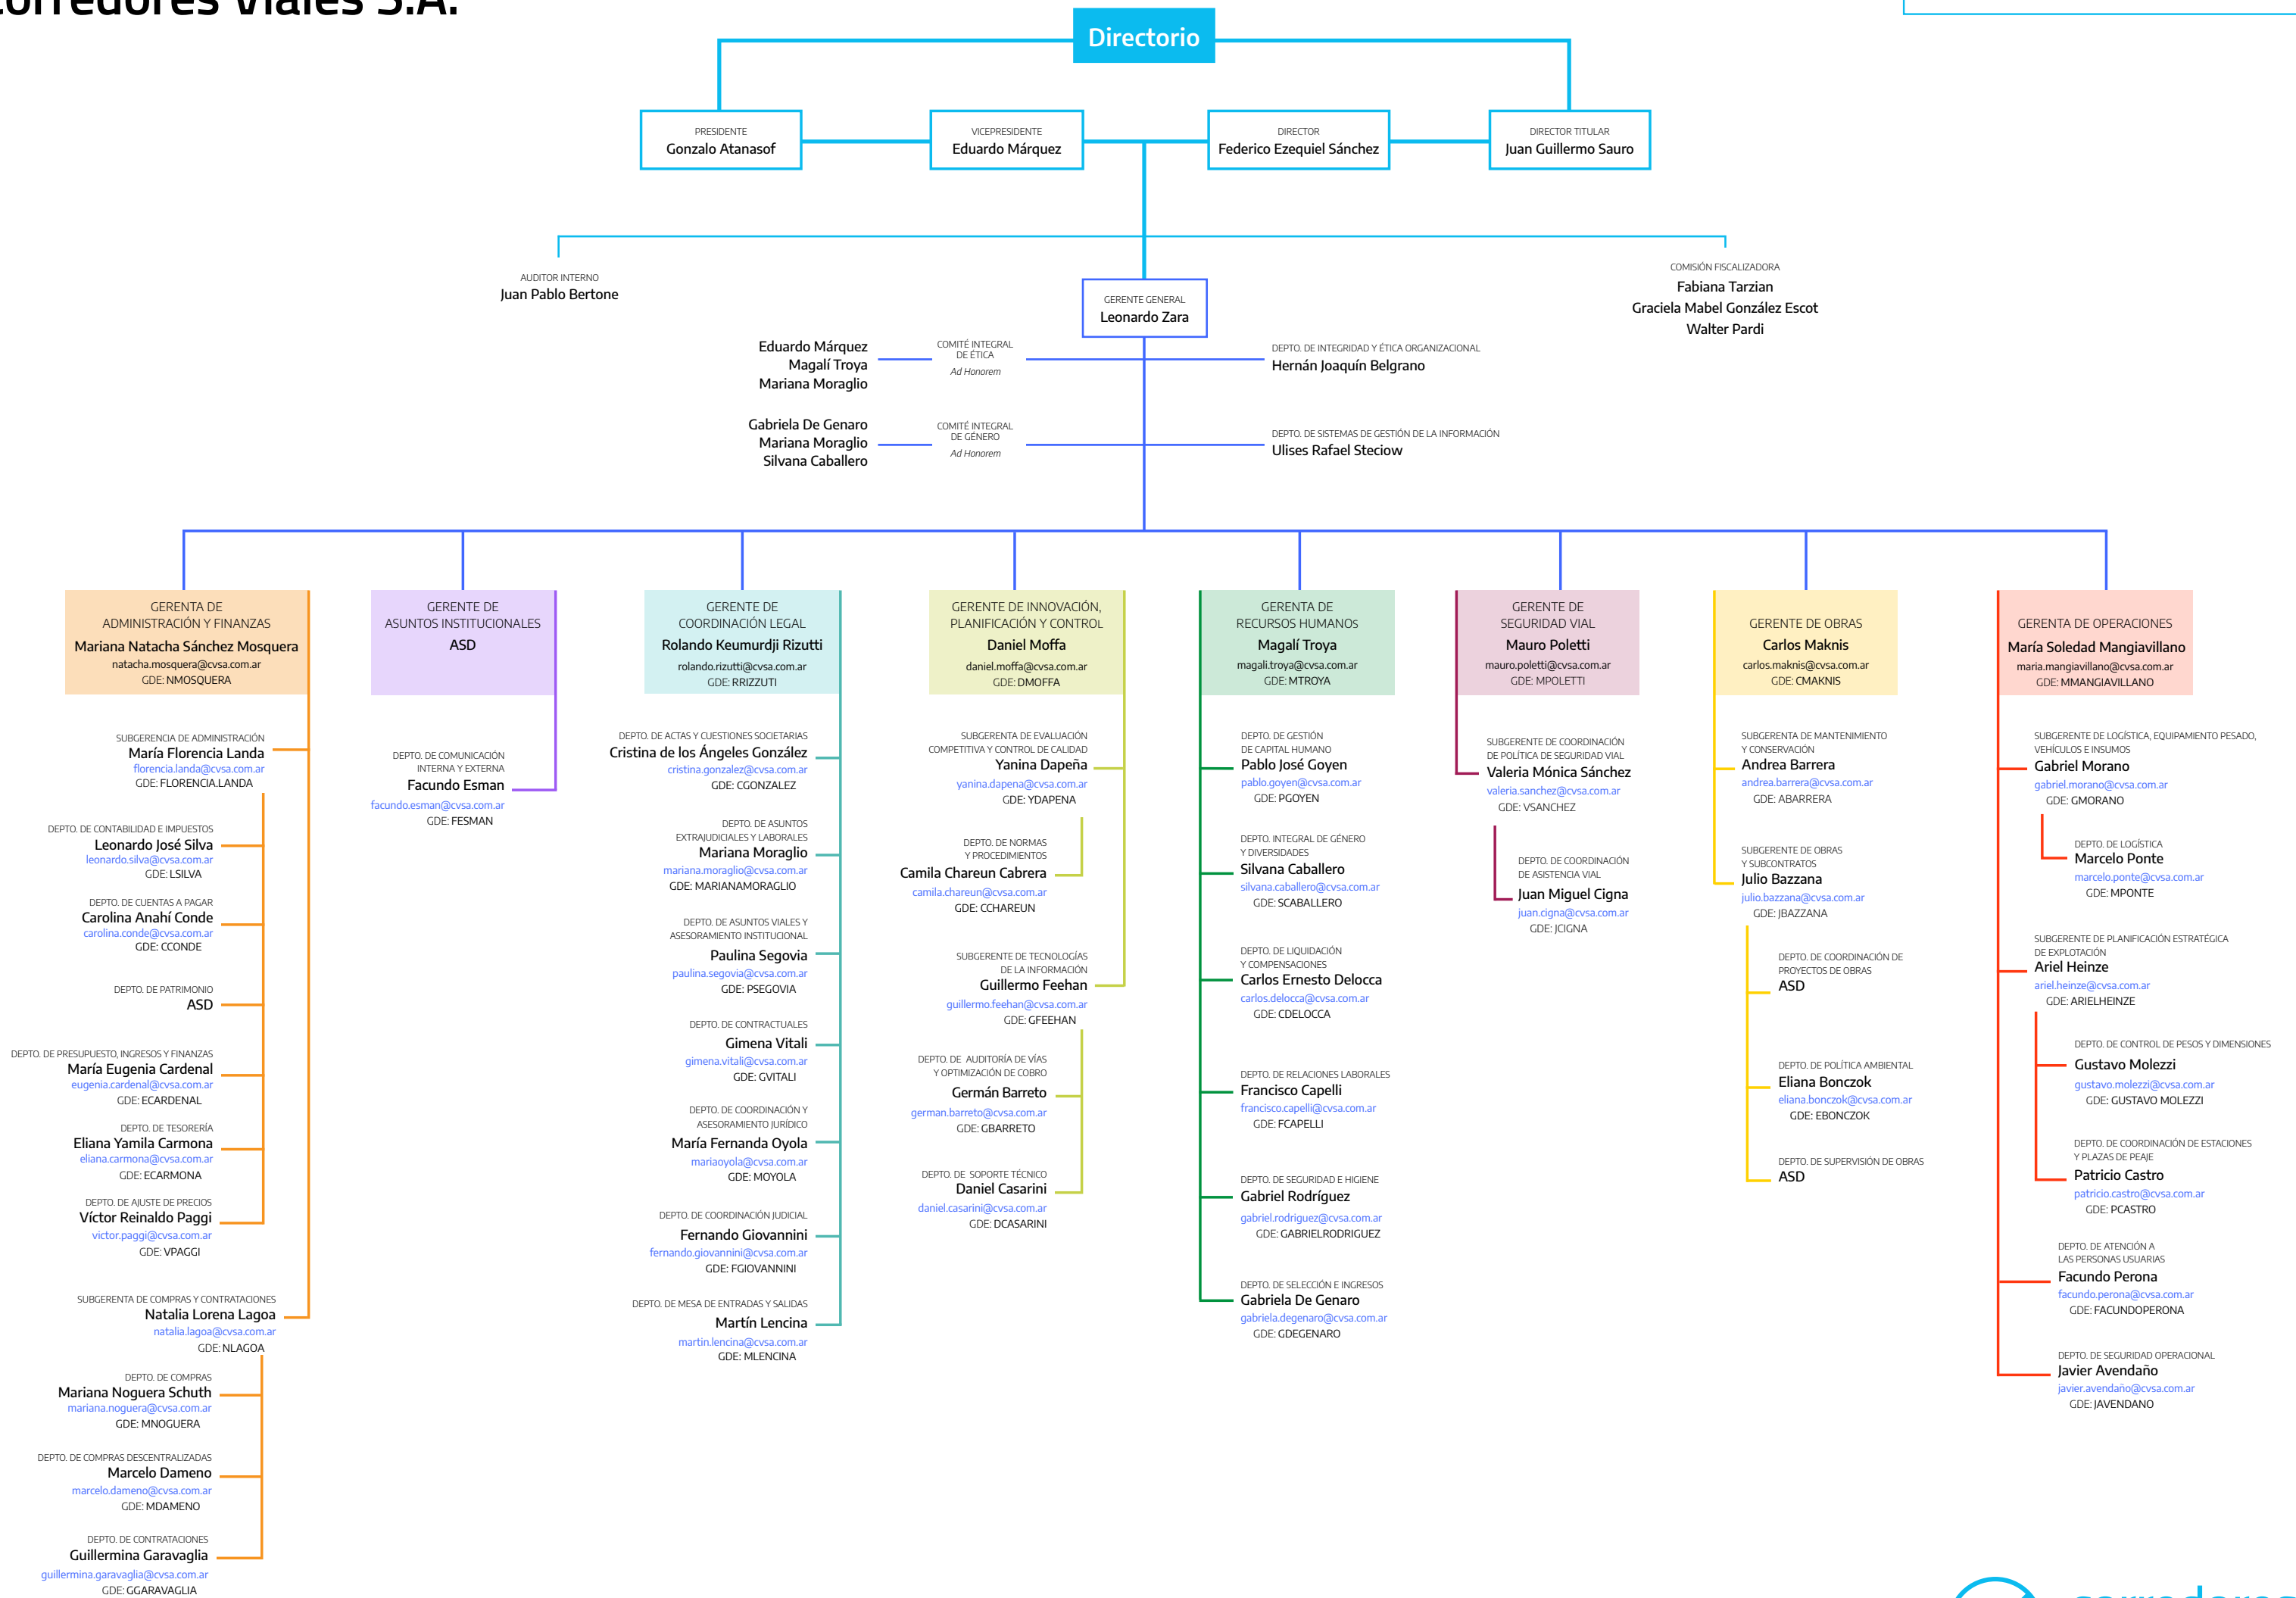 Corredores Viales S.A.
Directorio
PRESIDENTE
Gonzalo Atanasof
VICEPRESIDENTE
Eduardo Márquez
DIRECTOR
Federico Ezequiel Sánchez
DIRECTOR TITULAR
Juan Guillermo Sauro
AUDITOR INTERNO
Juan Pablo Bertone
COMISIÓN FISCALIZADORA
Fabiana Tarzian
Graciela Mabel González Escot
Walter Pardi
GERENTE GENERAL
Leonardo Zara
Eduardo Márquez
Magalí Troya
Mariana Moraglio
COMITÉ INTEGRAL
DE ÉTICA
Ad Honorem
DEPTO. DE INTEGRIDAD Y ÉTICA ORGANIZACIONAL
Hernán Joaquín Belgrano
Gabriela De Genaro
Mariana Moraglio
Silvana Caballero
COMITÉ INTEGRAL
DE GÉNERO
Ad Honorem
DEPTO. DE SISTEMAS DE GESTIÓN DE LA INFORMACIÓN
Ulises Rafael Steciow
GERENTA DE
ADMINISTRACIÓN Y FINANZAS
Mariana Natacha Sánchez Mosquera
natacha.mosquera@cvsa.com.ar
GDE: NMOSQUERA
SUBGERENCIA DE ADMINISTRACIÓN
María Florencia Landa
florencia.landa@cvsa.com.ar
GDE: FLORENCIA.LANDA
DEPTO. DE CONTABILIDAD E IMPUESTOS
Leonardo José Silva
leonardo.silva@cvsa.com.ar
GDE: LSILVA
DEPTO. DE CUENTAS A PAGAR
Carolina Anahí Conde
carolina.conde@cvsa.com.ar
GDE: CCONDE
DEPTO. DE PATRIMONIO
ASD
DEPTO. DE PRESUPUESTO, INGRESOS Y FINANZAS
María Eugenia Cardenal
eugenia.cardenal@cvsa.com.ar
GDE: ECARDENAL
DEPTO. DE TESORERÍA
Eliana Yamila Carmona
eliana.carmona@cvsa.com.ar
GDE: ECARMONA
DEPTO. DE AJUSTE DE PRECIOS
Víctor Reinaldo Paggi
victor.paggi@cvsa.com.ar
GDE: VPAGGI
SUBGERENTA DE COMPRAS Y CONTRATACIONES
Natalia Lorena Lagoa
natalia.lagoa@cvsa.com.ar
GDE: NLAGOA
DEPTO. DE COMPRAS
Mariana Noguera Schuth
mariana.noguera@cvsa.com.ar
GDE: MNOGUERA
DEPTO. DE COMPRAS DESCENTRALIZADAS
Marcelo Dameno
marcelo.dameno@cvsa.com.ar
GDE: MDAMENO
DEPTO. DE CONTRATACIONES
Guillermina Garavaglia
guillermina.garavaglia@cvsa.com.ar
GDE: GGARAVAGLIA
GERENTE DE
ASUNTOS INSTITUCIONALES
ASD
DEPTO. DE COMUNICACIÓN
INTERNA Y EXTERNA
Facundo Esman
facundo.esman@cvsa.com.ar
GDE: FESMAN
GERENTE DE
COORDINACIÓN LEGAL
Rolando Keumurdji Rizutti
rolando.rizutti@cvsa.com.ar
GDE: RRIZZUTI
DEPTO. DE ACTAS Y CUESTIONES SOCIETARIAS
Cristina de los Ángeles González
cristina.gonzalez@cvsa.com.ar
GDE: CGONZALEZ
DEPTO. DE ASUNTOS
EXTRAJUDICIALES Y LABORALES
Mariana Moraglio
mariana.moraglio@cvsa.com.ar
GDE: MARIANAMORAGLIO
DEPTO. DE ASUNTOS VIALES Y
ASESORAMIENTO INSTITUCIONAL
Paulina Segovia
paulina.segovia@cvsa.com.ar
GDE: PSEGOVIA
DEPTO. DE CONTRACTUALES
Gimena Vitali
gimena.vitali@cvsa.com.ar
GDE: GVITALI
DEPTO. DE COORDINACIÓN Y
ASESORAMIENTO JURÍDICO
María Fernanda Oyola
mariaoyola@cvsa.com.ar
GDE: MOYOLA
DEPTO. DE COORDINACIÓN JUDICIAL
Fernando Giovannini
fernando.giovannini@cvsa.com.ar
GDE: FGIOVANNINI
DEPTO. DE MESA DE ENTRADAS Y SALIDAS
Martín Lencina
martin.lencina@cvsa.com.ar
GDE: MLENCINA
GERENTE DE INNOVACIÓN,
PLANIFICACIÓN Y CONTROL
Daniel Moffa
daniel.moffa@cvsa.com.ar
GDE: DMOFFA
SUBGERENTA DE EVALUACIÓN
COMPETITIVA Y CONTROL DE CALIDAD
Yanina Dapeña
yanina.dapena@cvsa.com.ar
GDE: YDAPENA
DEPTO. DE NORMAS
Y PROCEDIMIENTOS
Camila Chareun Cabrera
camila.chareun@cvsa.com.ar
GDE: CCHAREUN
SUBGERENTE DE TECNOLOGÍAS
DE LA INFORMACIÓN
Guillermo Feehan
guillermo.feehan@cvsa.com.ar
GDE: GFEEHAN
DEPTO. DE AUDITORÍA DE VÍAS
Y OPTIMIZACIÓN DE COBRO
Germán Barreto
german.barreto@cvsa.com.ar
GDE: GBARRETO
DEPTO. DE SOPORTE TÉCNICO
Daniel Casarini
daniel.casarini@cvsa.com.ar
GDE: DCASARINI
GERENTA DE
RECURSOS HUMANOS
Magalí Troya
magali.troya@cvsa.com.ar
GDE: MTROYA
DEPTO. DE GESTIÓN
DE CAPITAL HUMANO
Pablo José Goyen
pablo.goyen@cvsa.com.ar
GDE: PGOYEN
DEPTO. INTEGRAL DE GÉNERO
Y DIVERSIDADES
Silvana Caballero
silvana.caballero@cvsa.com.ar
GDE: SCABALLERO
DEPTO. DE LIQUIDACIÓN
Y COMPENSACIONES
Carlos Ernesto Delocca
carlos.delocca@cvsa.com.ar
GDE: CDELOCCA
DEPTO. DE RELACIONES LABORALES
Francisco Capelli
francisco.capelli@cvsa.com.ar
GDE: FCAPELLI
DEPTO. DE SEGURIDAD E HIGIENE
Gabriel Rodríguez
gabriel.rodriguez@cvsa.com.ar
GDE: GABRIELRODRIGUEZ
DEPTO. DE SELECCIÓN E INGRESOS
Gabriela De Genaro
gabriela.degenaro@cvsa.com.ar
GDE: GDEGENARO
GERENTE DE
SEGURIDAD VIAL
Mauro Poletti
mauro.poletti@cvsa.com.ar
GDE: MPOLETTI
SUBGERENTE DE COORDINACIÓN
DE POLÍTICA DE SEGURIDAD VIAL
Valeria Mónica Sánchez
valeria.sanchez@cvsa.com.ar
GDE: VSANCHEZ
DEPTO. DE COORDINACIÓN
DE ASISTENCIA VIAL
Juan Miguel Cigna
juan.cigna@cvsa.com.ar
GDE: JCIGNA
GERENTE DE OBRAS
Carlos Maknis
carlos.maknis@cvsa.com.ar
GDE: CMAKNIS
SUBGERENTA DE MANTENIMIENTO
Y CONSERVACIÓN
Andrea Barrera
andrea.barrera@cvsa.com.ar
GDE: ABARRERA
SUBGERENTE DE OBRAS
Y SUBCONTRATOS
Julio Bazzana
julio.bazzana@cvsa.com.ar
GDE: JBAZZANA
DEPTO. DE COORDINACIÓN DE
PROYECTOS DE OBRAS
ASD
DEPTO. DE POLÍTICA AMBIENTAL
Eliana Bonczok
eliana.bonczok@cvsa.com.ar
GDE: EBONCZOK
DEPTO. DE SUPERVISIÓN DE OBRAS
ASD
GERENTA DE OPERACIONES
María Soledad Mangiavillano
maria.mangiavillano@cvsa.com.ar
GDE: MMANGIAVILLANO
SUBGERENTE DE LOGÍSTICA, EQUIPAMIENTO PESADO,
VEHÍCULOS E INSUMOS
Gabriel Morano
gabriel.morano@cvsa.com.ar
GDE: GMORANO
DEPTO. DE LOGÍSTICA
Marcelo Ponte
marcelo.ponte@cvsa.com.ar
GDE: MPONTE
SUBGERENTE DE PLANIFICACIÓN ESTRATÉGICA
DE EXPLOTACIÓN
Ariel Heinze
ariel.heinze@cvsa.com.ar
GDE: ARIELHEINZE
DEPTO. DE CONTROL DE PESOS Y DIMENSIONES
Gustavo Molezzi
gustavo.molezzi@cvsa.com.ar
GDE: GUSTAVO MOLEZZI
DEPTO. DE COORDINACIÓN DE ESTACIONES
Y PLAZAS DE PEAJE
Patricio Castro
patricio.castro@cvsa.com.ar
GDE: PCASTRO
DEPTO. DE ATENCIÓN A
LAS PERSONAS USUARIAS
Facundo Perona
facundo.perona@cvsa.com.ar
GDE: FACUNDOPERONA
DEPTO. DE SEGURIDAD OPERACIONAL
Javier Avendaño
javier.avendaño@cvsa.com.ar
GDE: JAVENDANO
corredores